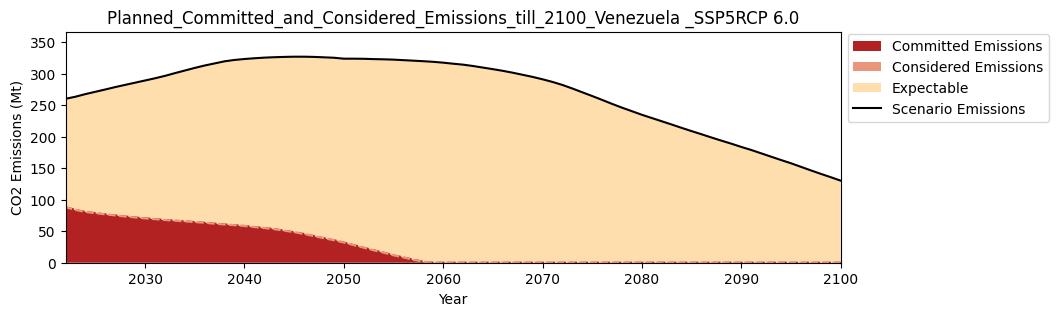 Planned_Committed_and_Considered_Emissions_till_2100_Venezuela _SSP5RCP 6.0
350
300
250
200
150
100
50
0
CO2 Emissions (Mt)
2030 2040 2050 2060 2070 2080 2090 2100
Year
Committed Emissions
Considered Emissions
Expectable
Scenario Emissions